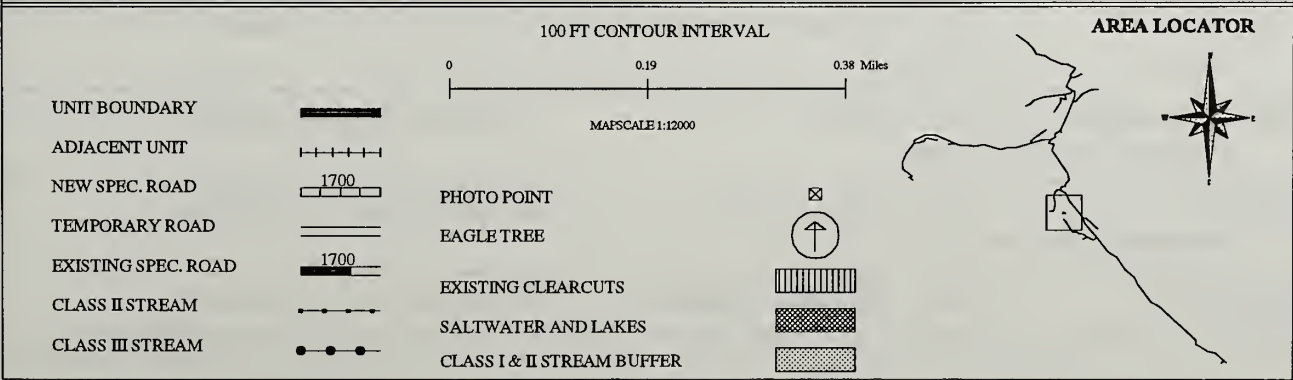 100 FT CONTOUR INTERVAL
0 0.19 0.38 Miles
MAPSCALE 1:12000
UNIT BOUNDARY
ADJACENT UNIT
NEW SPEC. ROAD 1700
TEMPORARY ROAD
EXISTING SPEC. ROAD 1700
CLASS II STREAM
CLASS III STREAM
PHOTO POINT
EAGLE TREE
EXISTING CLEARCUTS
SALTWATER AND LAKES
CLASS I & II STREAM BUFFER
AREA LOCATOR
N
W E
S